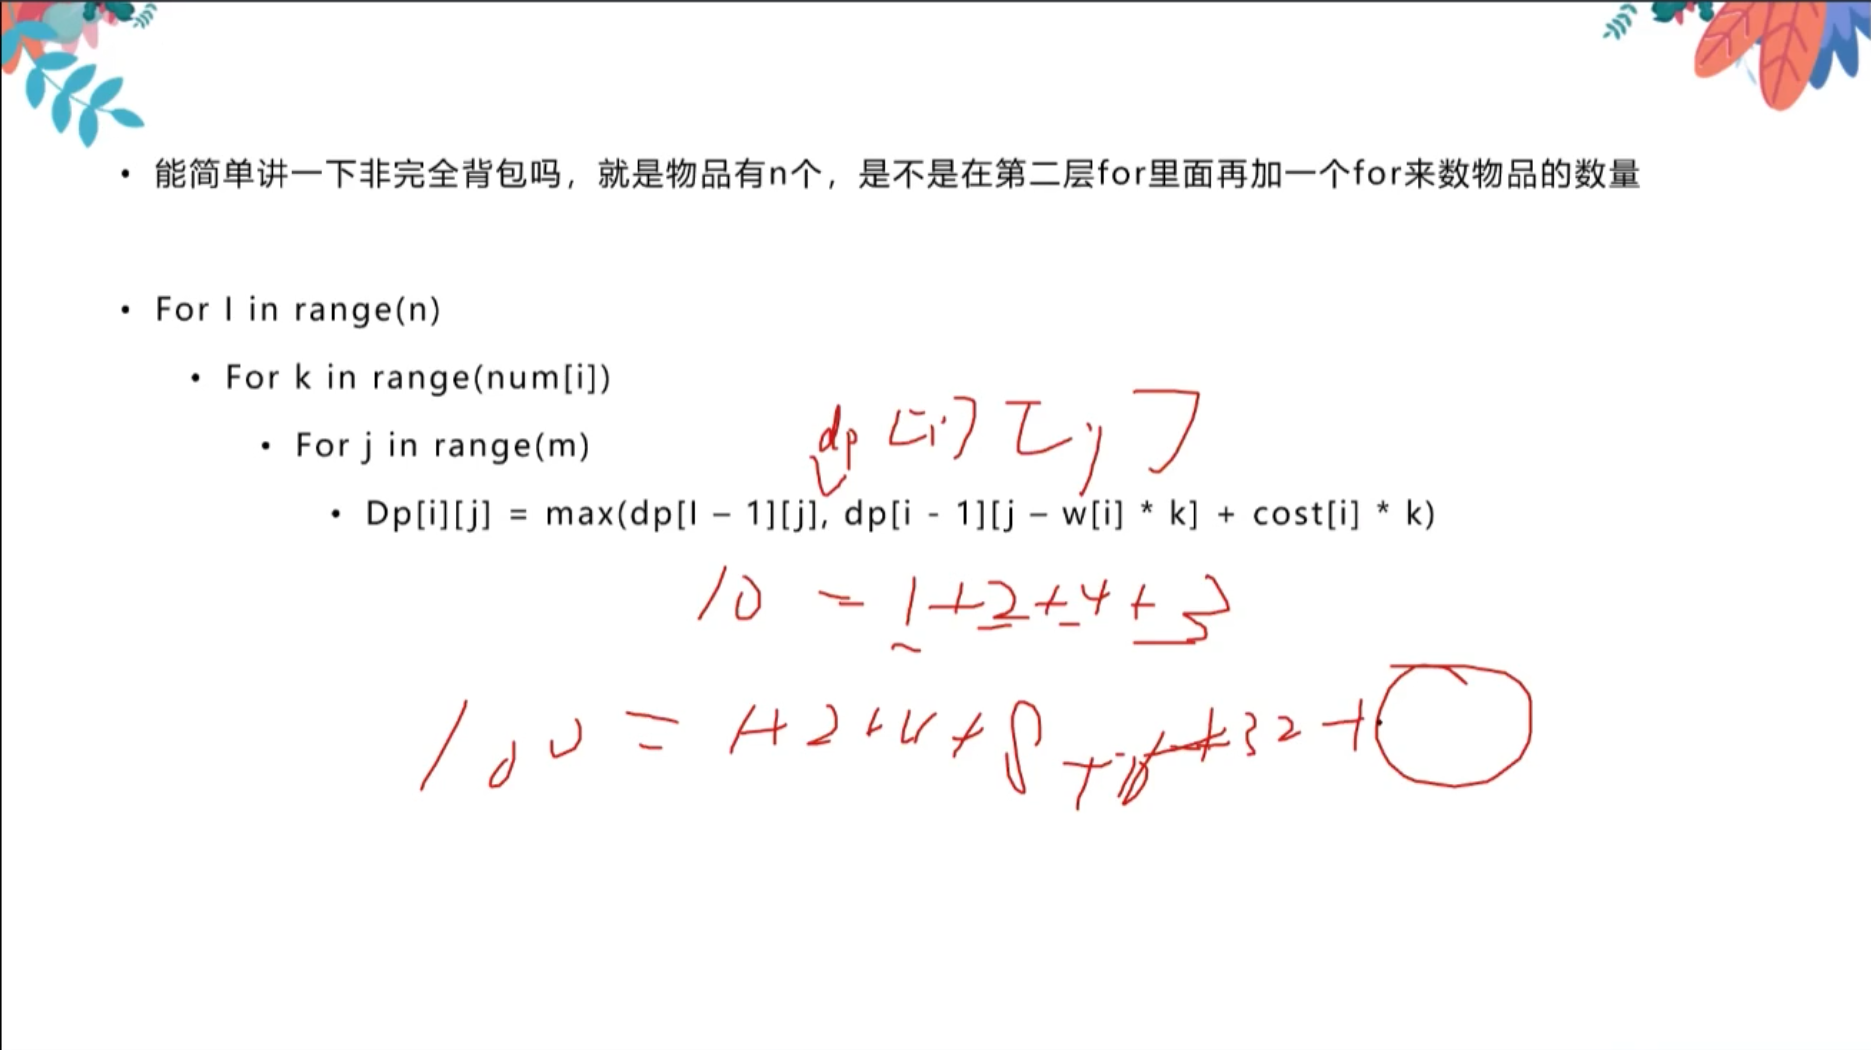 • 能简单讲一下非完全背包吗，就是物品有n个，是不是在第二层for里面再加一个for来数物品的数量
• For I in range(n)
• For k in range(num[i])
• For j in range(m)
dp [i] [j]
• Dp[i][j] = max(dp[I – 1][j], dp[i - 1][j – w[i] * k] + cost[i] * k)
10 = 1+2+4+3
100 = 1+2+4+8+16+32+